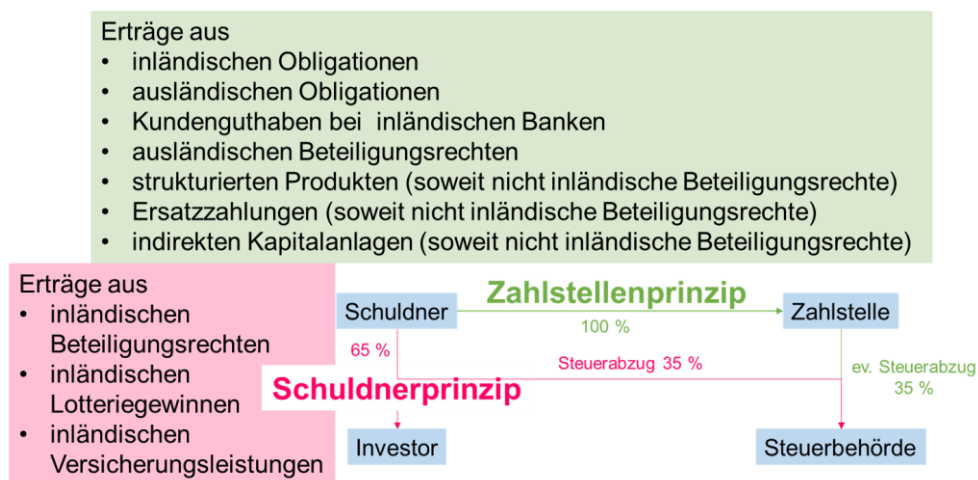 Erträge aus
• inländischen Obligationen
• ausländischen Obligationen
• Kundenguthaben bei inländischen Banken
• ausländischen Beteiligungsrechten
• strukturierten Produkten (soweit nicht inländische Beteiligungsrechte)
• Ersatzzahlungen (soweit nicht inländische Beteiligungsrechte)
• indirekten Kapitalanlagen (soweit nicht inländische Beteiligungsrechte)
Erträge aus
• inländischen
Beteiligungsrechten
• inländischen
Lotteriegewinnen
• inländischen
Versicherungsleistungen
Schuldner
Zahlstellenprinzip
100 %
Zahlstelle
65 %
Steuerabzug 35 %
ev. Steuerabzug
35 %
Schuldnerprinzip
Investor
Steuerbehörde